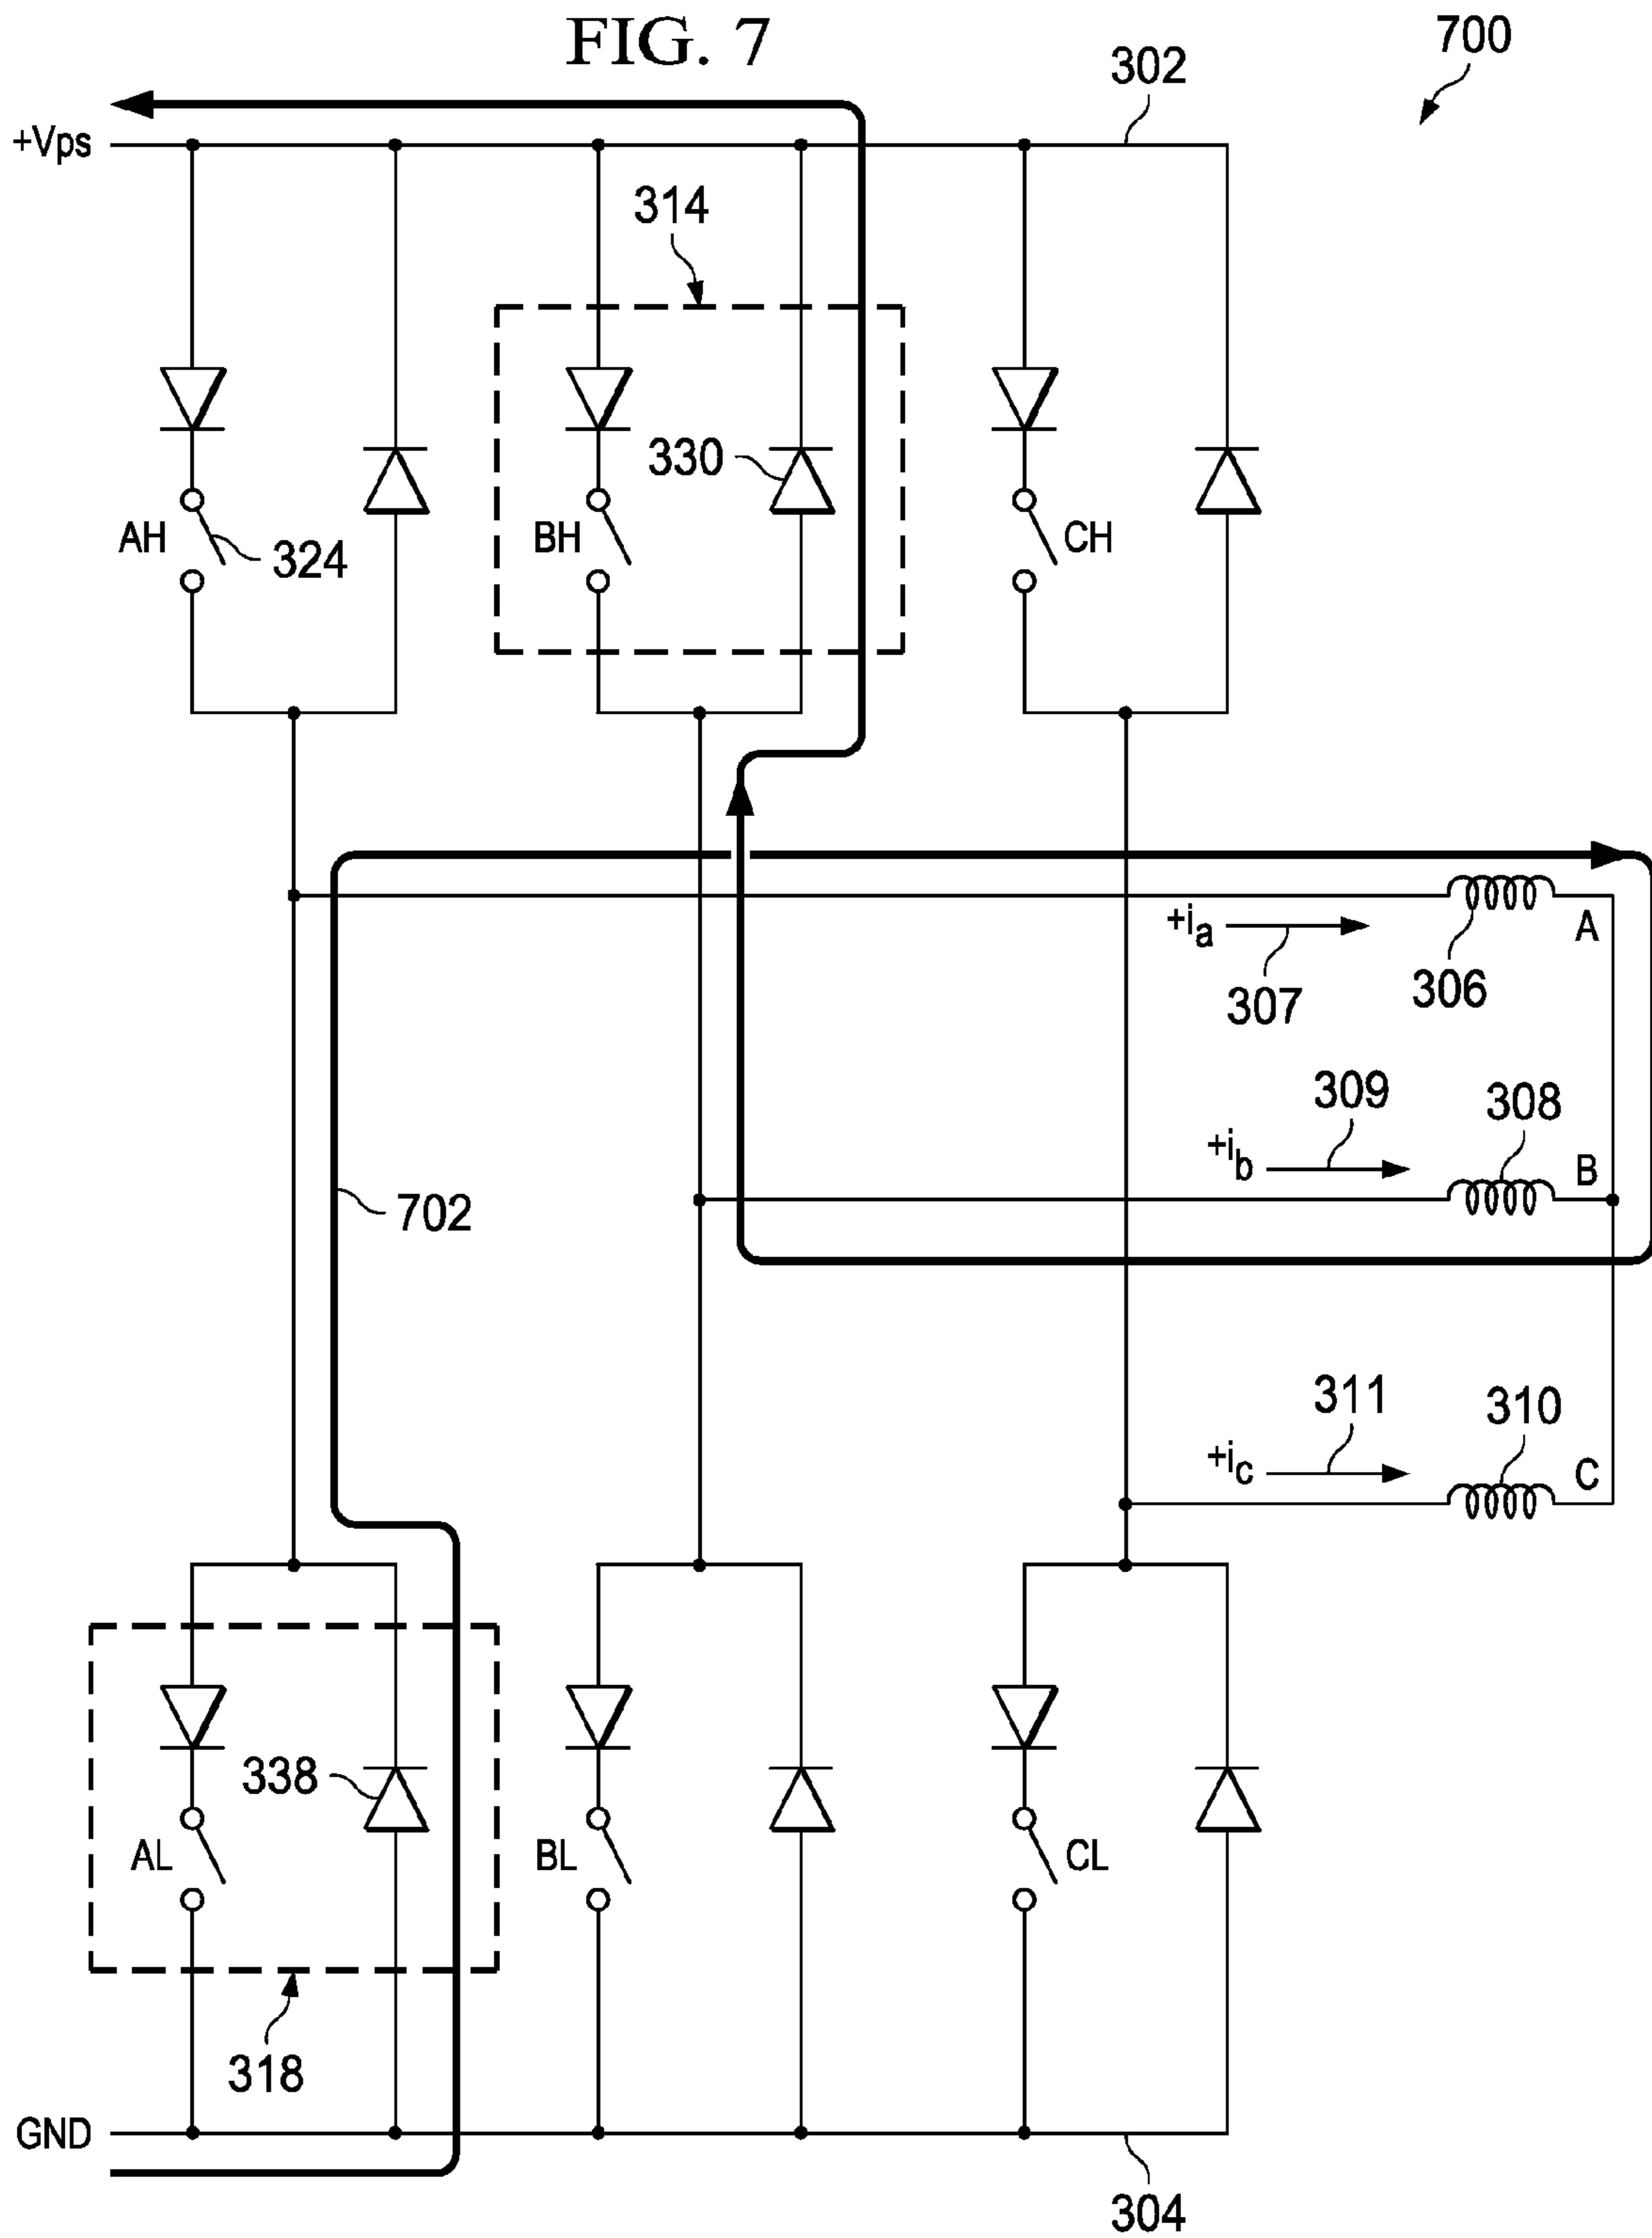 FIG. 7
700
302
+Vps
314
330
AH
324
BH
CH
+ia
307
306
A
309
308
+ib
B
702
311
310
+ic
C
338
AL
BL
CL
318
GND
304